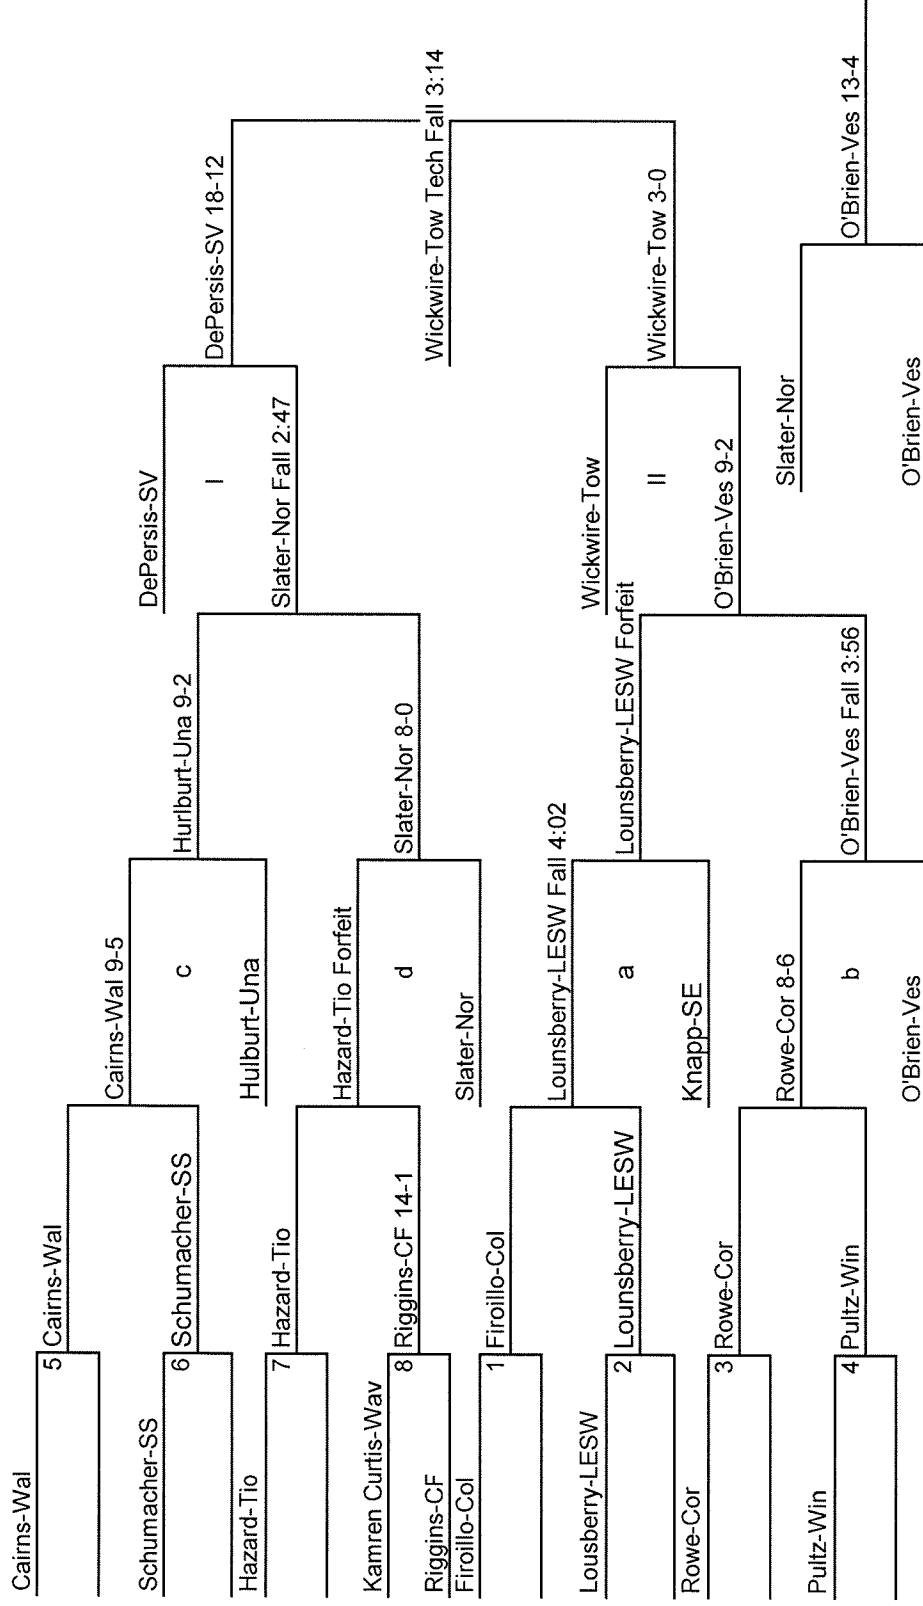 Cairns-Wal
5
Cairns-Wal
Schumacher-SS
6
Schumacher-SS
Cairns-Wal 9-5
c
Hulburt-Una
Hurlburt-Una 9-2
Hazard-Tio
7
Hazard-Tio
Kamren Curtis-Wav
8
Riggins-CF
Riggins-CF 14-1
Hazard-Tio Forfeit
d
Slater-Nor
Slater-Nor 8-0
DePersis-SV
I
Slater-Nor Fall 2:47
DePersis-SV 18-12
Wickwire-Tow Tech Fall 3:14
Firoillo-Col
1
Firoillo-Col
Lousberry-LESW
2
Lounsberry-LESW
Lounsberry-LESW Fall 4:02
a
Knapp-SE
Lounsberry-LESW Forfeit
Rowe-Cor
3
Rowe-Cor
Pultz-Win
4
Pultz-Win
Rowe-Cor 8-6
b
O'Brien-Ves
O'Brien-Ves Fall 3:56
Wickwire-Tow
II
O'Brien-Ves 9-2
Wickwire-Tow 3-0
Slater-Nor
O'Brien-Ves
O'Brien-Ves 13-4